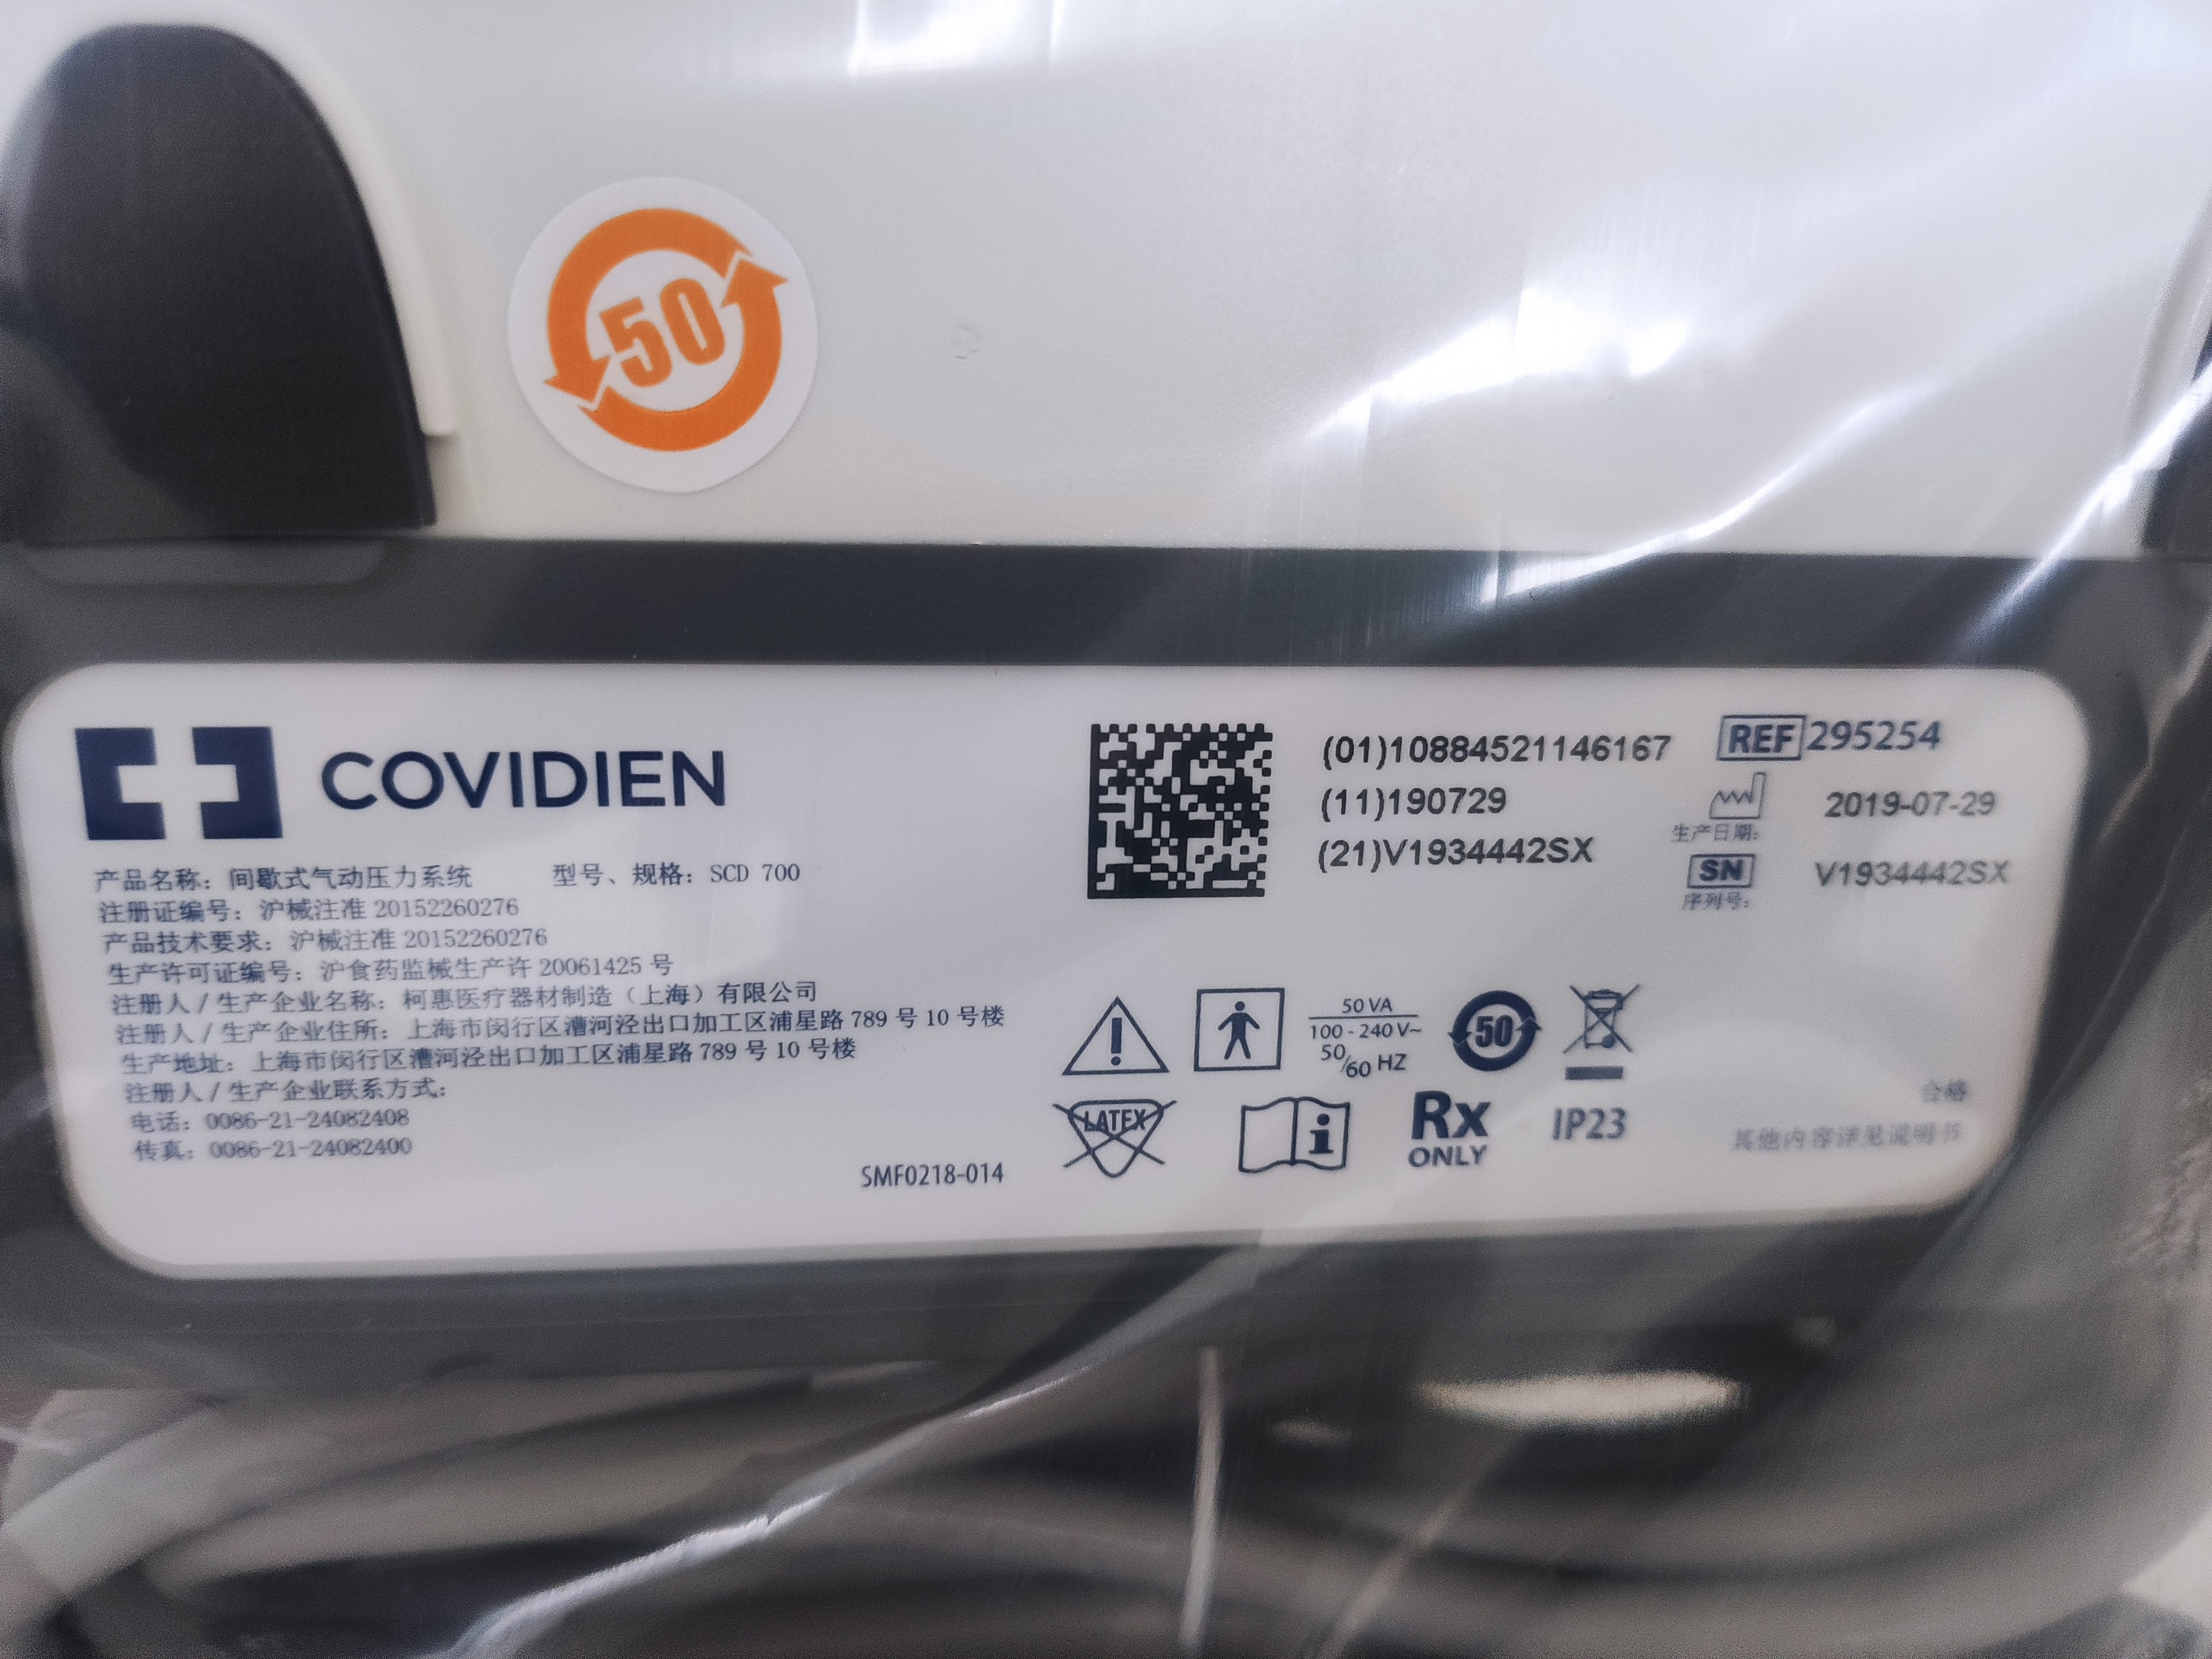 50
COVIDIEN
产品名称：间歇式气动压力系统 型号、规格：SCD 700
注册证编号：沪械注准 20152260276
产品技术要求：沪械注准 20152260276
生产许可证编号：沪食药监械生产许 20061425 号
注册人 / 生产企业名称：柯惠医疗器材制造（上海）有限公司
注册人 / 生产企业住所：上海市闵行区漕河泾出口加工区浦星路 789 号 10 号楼
生产地址：上海市闵行区漕河泾出口加工区浦星路 789 号 10 号楼
注册人 / 生产企业联系方式：
电话：0086-21-24082408
传真：0086-21-24082400
SMF0218-014
(01)10884521146167
(11)190729
(21)V1934442SX
REF 295254
2019-07-29
生产日期：
SN V1934442SX
序列号：
50 VA
100 - 240 V~
50/60 HZ
50
LATEX
i
Rx
ONLY
IP23
合格
其他内容详见说明书